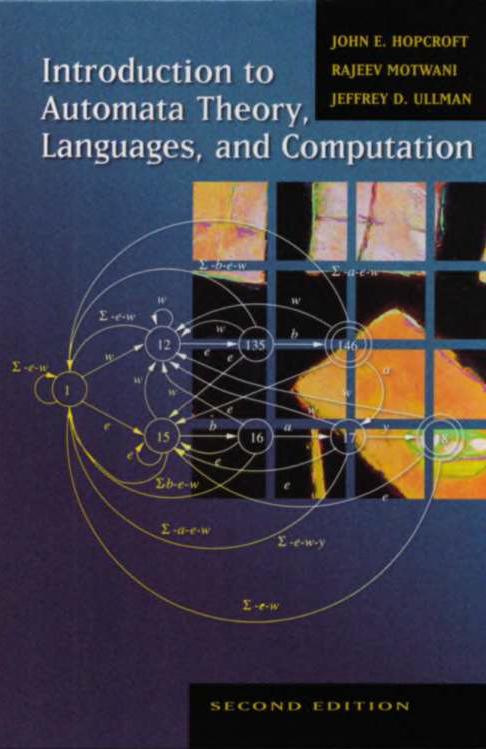 JOHN E. HOPCROFT
RAJEEV MOTWANI
JEFFREY D. ULLMAN
Introduction to
Automata Theory,
Languages, and Computation
Σ-b-e-w
Σ-a-e-w
w
w
Σ-e-w
w
12
e
135
b
146
e
Σ-e-w
w
1
a
w
w
w
e
w
e
15
b
16
a
17
y
18
e
e
Σb-e-w
e
e
Σ-a-e-w
Σ-e-w-y
Σ-e-w
SECOND EDITION